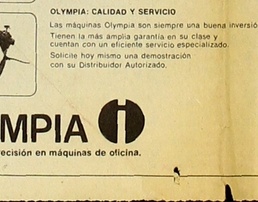 OLYMPIA: CALIDAD Y SERVICIO
Las máquinas Olympia son siempre una buena inversió
Tienen la más amplia garantía en su clase y
cuentan con un eficiente servicio especializado.
Solicite hoy mismo una demostración
con su Distribuidor Autorizado.
MPIA
recisión en máquinas de oficina.